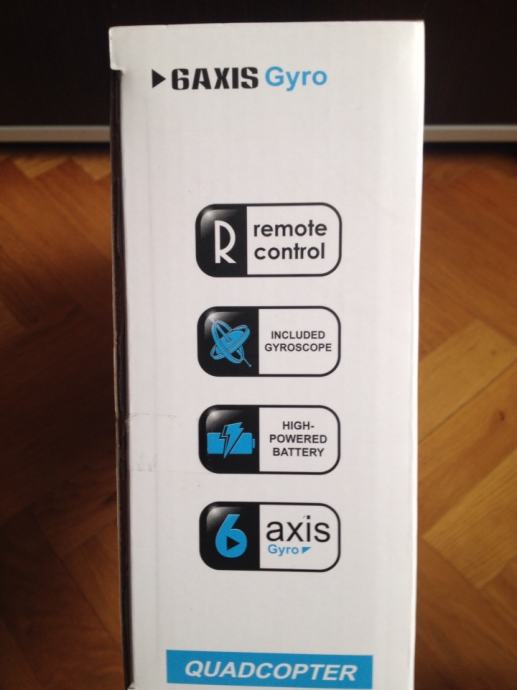 6AXIS Gyro
R remote
control
INCLUDED
GYROSCOPE
HIGH-
POWERED
BATTERY
6 axis
Gyro
QUADCOPTER